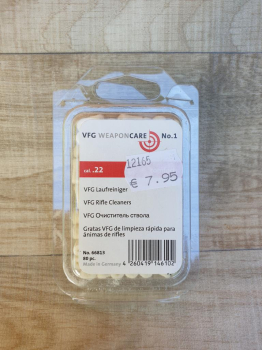 VFG WEAPONCARE No.1
12165
cal. .22
€ 7.95
VFG Laufreiniger
VFG Rifle Cleaners
VFG Очиститель ствола
Gratas VFG de limpieza rápida para
ánimas de rifles
No. 66813
80 pc.
Made in Germany
4 260419 146102